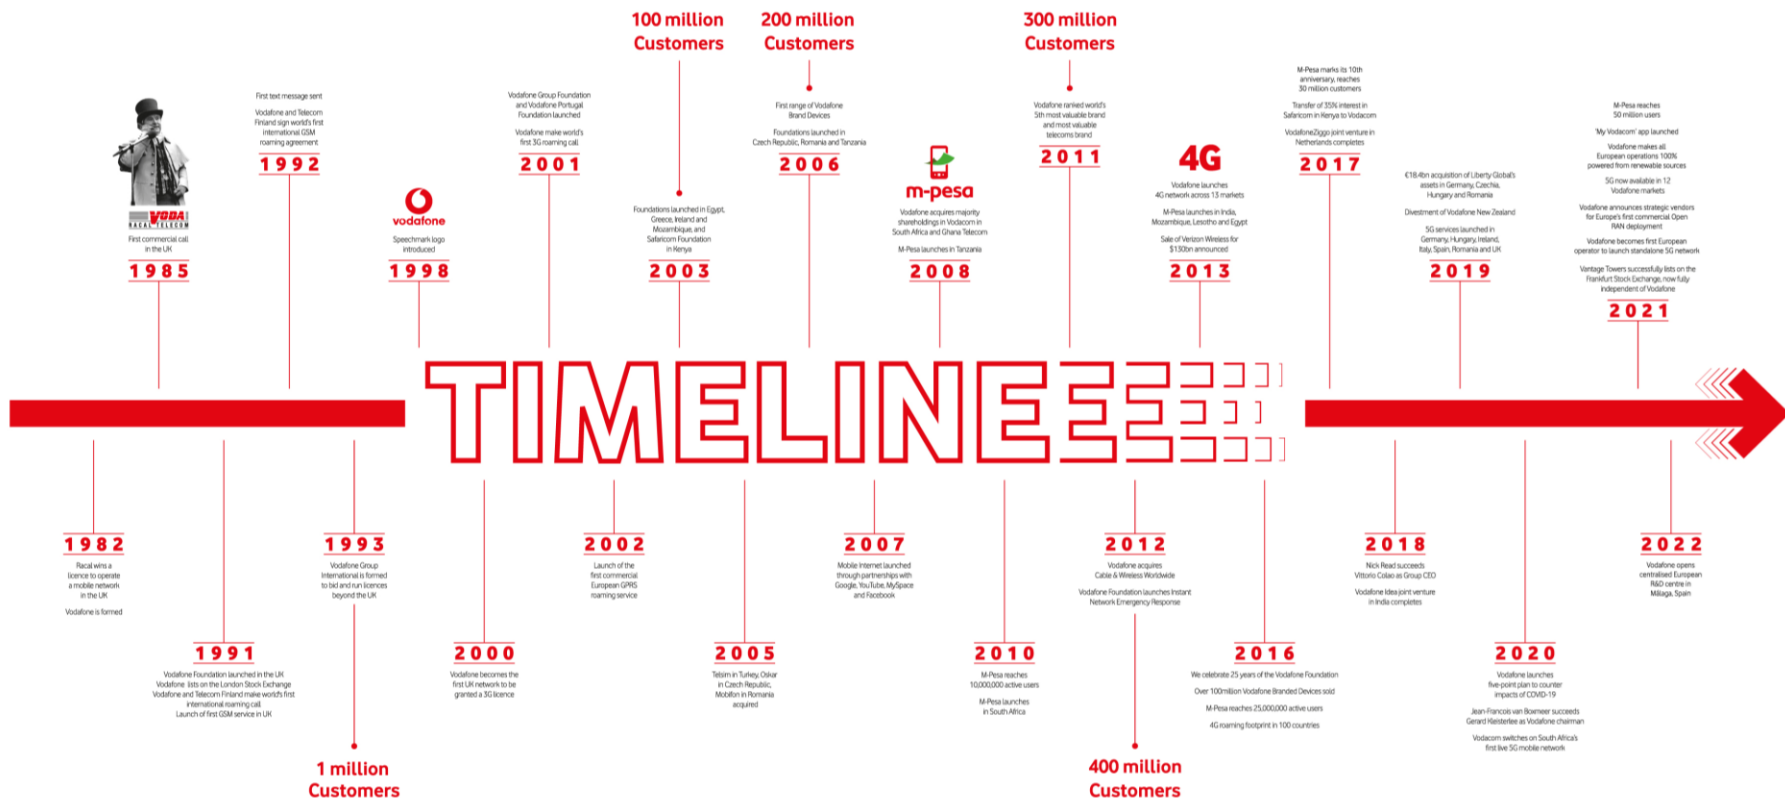 100 million
Customers
200 million
Customers
300 million
Customers
VODA
RACAL TELECOM
First commercial call
in the UK
1985
First text message sent
Vodafone and Telecom
Finland sign world's first
international GSM
roaming agreement
1992
vodafone
Speechmark logo
introduced
1998
Vodafone Group Foundation
and Vodafone Portugal
Foundation launched
Vodafone make world's
first 3G roaming call
2001
Foundations launched in Egypt,
Greece, Ireland and
Mozambique, and
Safaricom Foundation
in Kenya
2003
First range of Vodafone
Brand Devices
Foundations launched in
Czech Republic, Romania and Tanzania
2006
m-pesa
Vodafone acquires majority
shareholdings in Vodacom in
South Africa and Ghana Telecom
M-Pesa launches in Tanzania
2008
Vodafone ranked world's
5th most valuable brand
and most valuable
telecoms brand
2011
4G
Vodafone launches
4G network across 13 markets
M-Pesa launches in India,
Mozambique, Lesotho and Egypt
Sale of Verizon Wireless for
$130bn announced
2013
M-Pesa marks its 10th
anniversary, reaches
30 million customers
Transfer of 35% interest in
Safaricom in Kenya to Vodacom
VodafoneZiggo joint venture in
Netherlands completes
2017
€18.4bn acquisition of Liberty Global's
assets in Germany, Czechia,
Hungary and Romania
Divestment of Vodafone New Zealand
5G services launched in
Germany, Hungary, Ireland,
Italy, Spain, Romania and UK
2019
M-Pesa reaches
50 million users
'My Vodacom' app launched
Vodafone makes all
European operations 100%
powered from renewable sources
5G now available in 12
Vodafone markets
Vodafone announces strategic vendors
for Europe's first commercial Open
RAN deployment
Vodafone becomes first European
operator to launch standalone 5G network
Vantage Towers successfully lists on the
Frankfurt Stock Exchange, now fully
independent of Vodafone
2021
TIMELINEEE
1982
Racal wins a
licence to operate
a mobile network
in the UK
Vodafone is formed
1991
Vodafone Foundation launched in the UK
Vodafone lists on the London Stock Exchange
Vodafone and Telecom Finland make world's first
international roaming call
Launch of first GSM service in UK
1993
Vodafone Group
International is formed
to bid and run licences
beyond the UK
1 million
Customers
2000
Vodafone becomes the
first UK network to be
granted a 3G licence
2002
Launch of the
first commercial
European GPRS
roaming service
2005
Telsim in Turkey, Oskar
in Czech Republic,
Mobifon in Romania
acquired
2007
Mobile Internet launched
through partnerships with
Google, YouTube, MySpace
and Facebook
2010
M-Pesa reaches
10,000,000 active users
M-Pesa launches
in South Africa
2012
Vodafone acquires
Cable & Wireless Worldwide
Vodafone Foundation launches Instant
Network Emergency Response
400 million
Customers
2016
We celebrate 25 years of the Vodafone Foundation
Over 100million Vodafone Branded Devices sold
M-Pesa reaches 25,000,000 active users
4G roaming footprint in 100 countries
2018
Nick Read succeeds
Vittorio Colao as Group CEO
Vodafone Idea joint venture
in India completes
2020
Vodafone launches
five-point plan to counter
impacts of COVID-19
Jean-Francois van Boxmeer succeeds
Gerard Kleisterlee as Vodafone chairman
Vodacom switches on South Africa's
first live 5G mobile network
2022
Vodafone opens
centralised European
R&D centre in
Málaga, Spain